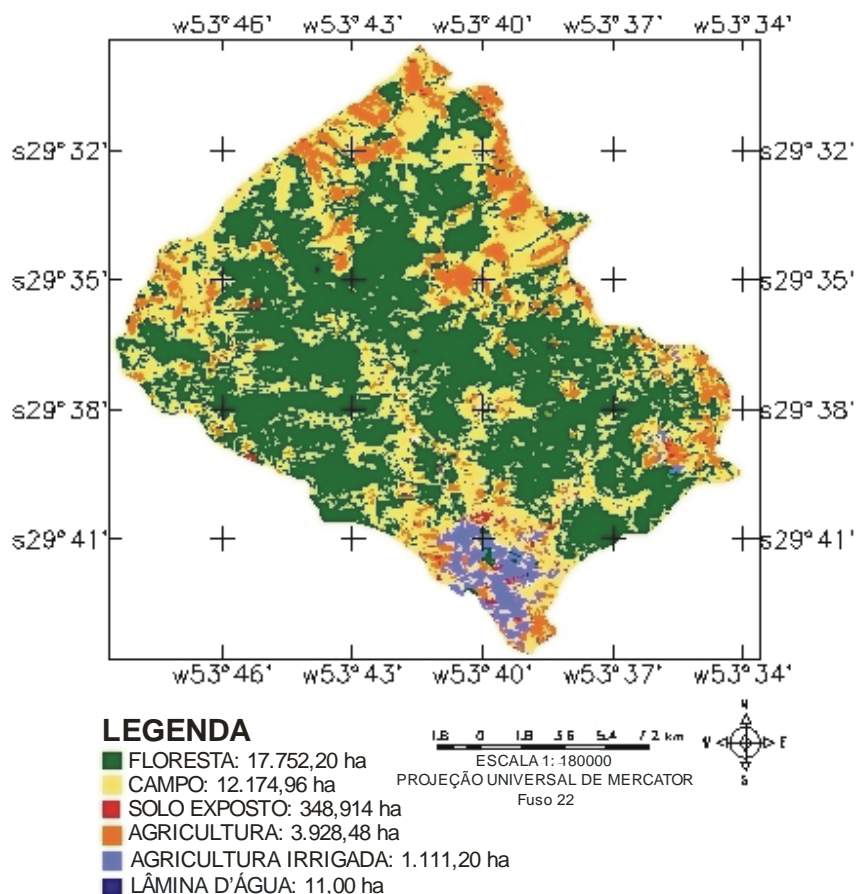 w53°46' w53°43' w53°40' w53°37' w53°34'
s29°32' s29°32'
s29°35' s29°35'
s29°38' s29°38'
s29°41' s29°41'
w53°46' w53°43' w53°40' w53°37' w53°34'
LEGENDA
FLORESTA: 17.752,20 ha
CAMPO: 12.174,96 ha
SOLO EXPOSTO: 348,914 ha
AGRICULTURA: 3.928,48 ha
AGRICULTURA IRRIGADA: 1.111,20 ha
LÂMINA D'ÁGUA: 11,00 ha
1.8 0 1.8 3.6 5.4 7.2 km
ESCALA 1: 180000
PROJEÇÃO UNIVERSAL DE MERCATOR
Fuso 22
N
E
S